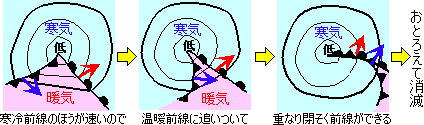 寒気
低
暖気
寒冷前線のほうが速いので
寒気
低
暖気
温暖前線に追いついて
寒気
低
重なり閉そく前線ができる
おとろえて消滅